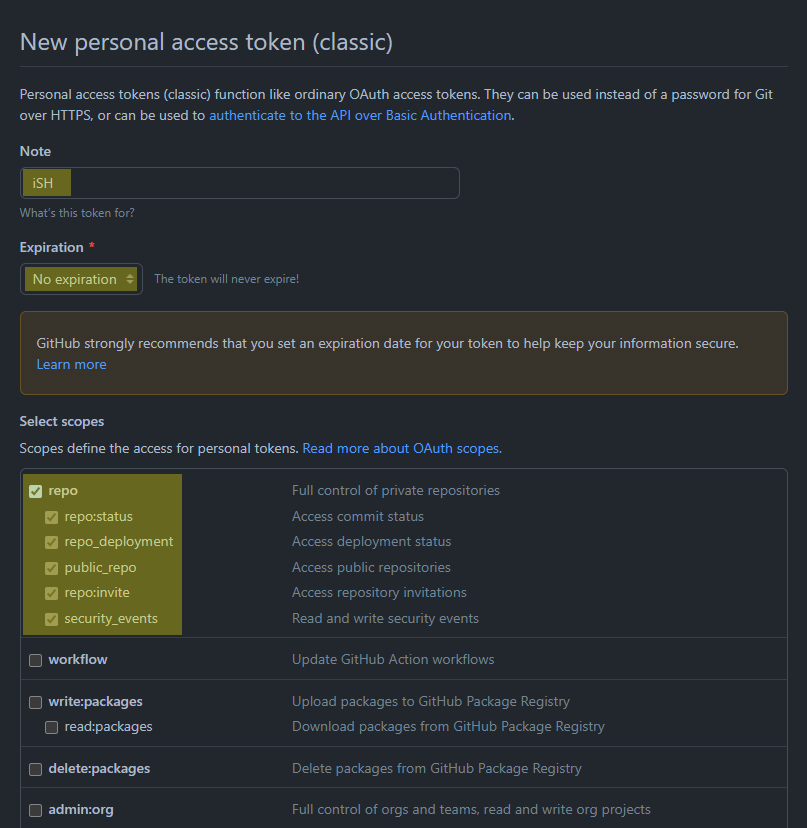 New personal access token (classic)
Personal access tokens (classic) function like ordinary OAuth access tokens. They can be used instead of a password for Git
over HTTPS, or can be used to authenticate to the API over Basic Authentication.
Note
iSH
What's this token for?
Expiration *
No expiration The token will never expire!
GitHub strongly recommends that you set an expiration date for your token to help keep your information secure.
Learn more
Select scopes
Scopes define the access for personal tokens. Read more about OAuth scopes.
repo Full control of private repositories
repo:status Access commit status
repo_deployment Access deployment status
public_repo Access public repositories
repo:invite Access repository invitations
security_events Read and write security events
workflow Update GitHub Action workflows
write:packages Upload packages to GitHub Package Registry
read:packages Download packages from GitHub Package Registry
delete:packages Delete packages from GitHub Package Registry
admin:org Full control of orgs and teams, read and write org projects